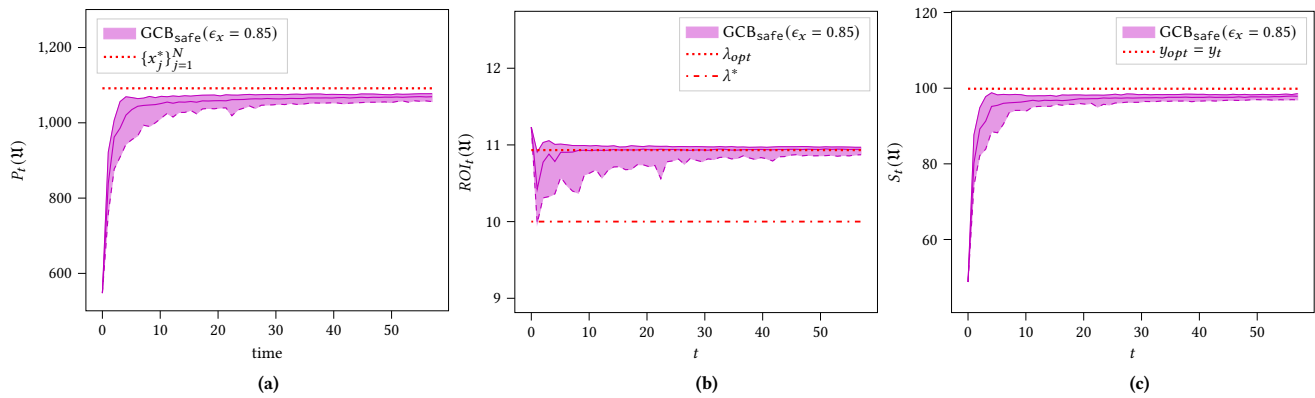 1,200
1,000
800
600
P_t(𝔘)
GCB_safe(ϵ_x = 0.85)
{x_j^*}_{j=1}^N
0 10 20 30 40 50
time
(a)
12
11
10
9
ROI_t(𝔘)
GCB_safe(ϵ_x = 0.85)
λ_opt
λ^*
0 10 20 30 40 50
t
(b)
120
100
80
60
S_t(𝔘)
GCB_safe(ϵ_x = 0.85)
y_opt = y_t
0 10 20 30 40 50
t
(c)